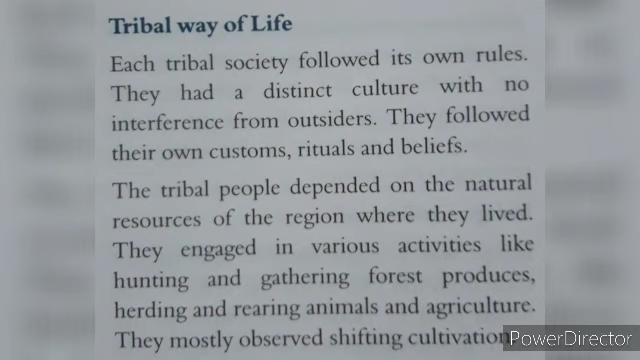 Tribal way of Life
Each tribal society followed its own rules.
They had a distinct culture with no
interference from outsiders. They followed
their own customs, rituals and beliefs.
The tribal people depended on the natural
resources of the region where they lived.
They engaged in various activities like
hunting and gathering forest produces,
herding and rearing animals and agriculture.
They mostly observed shifting cultivation
PowerDirector